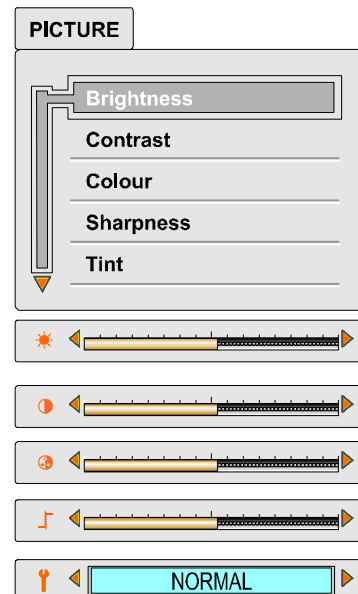 PICTURE
Brightness
Contrast
Colour
Sharpness
Tint
NORMAL